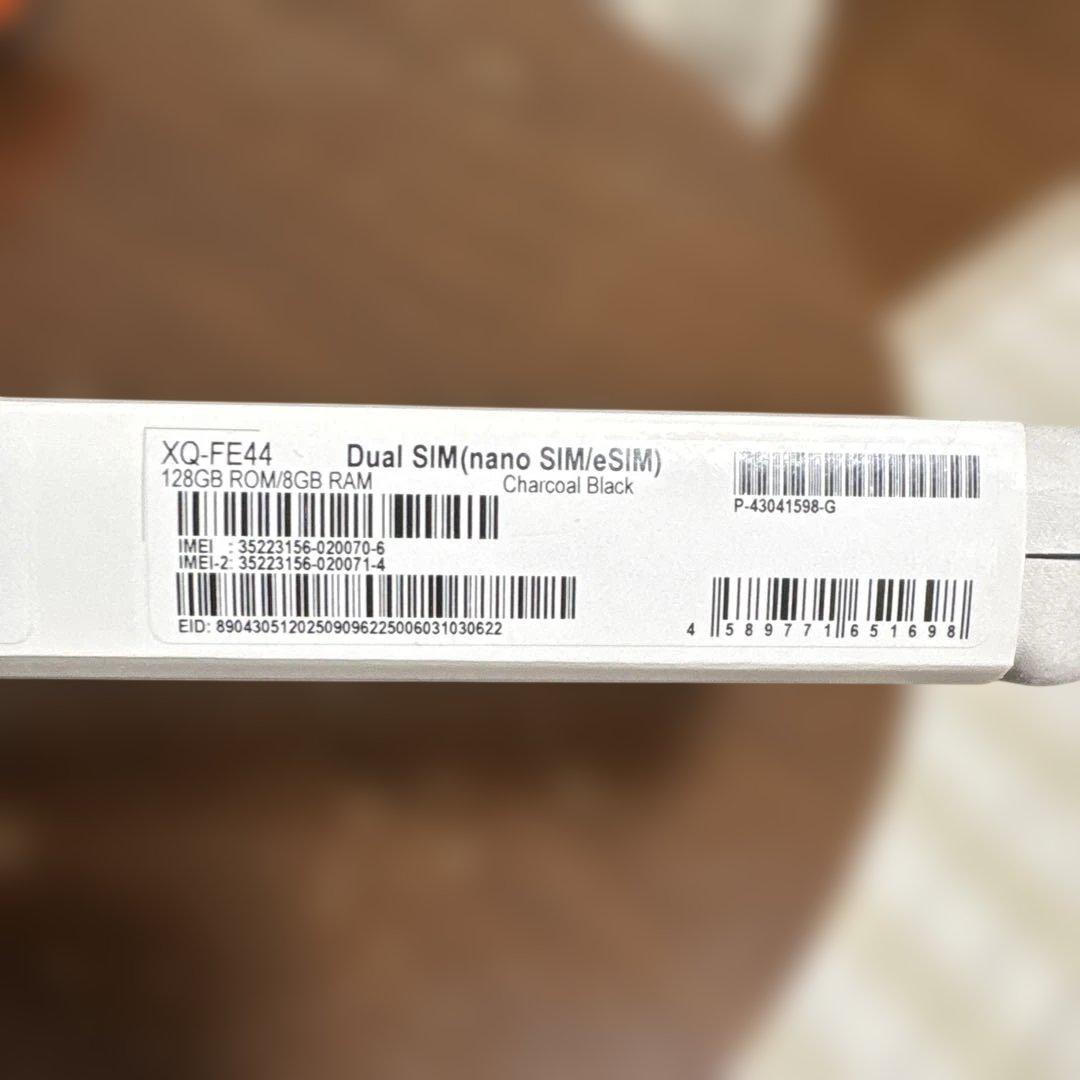 XQ-FE44
Dual SIM(nano SIM/eSIM)
128GB ROM/8GB RAM
Charcoal Black
P-43041598-G
IMEI : 35223156-020070-6
IMEI-2: 35223156-020071-4
EID: 89043051202509096225006031030622
4 589771 651698